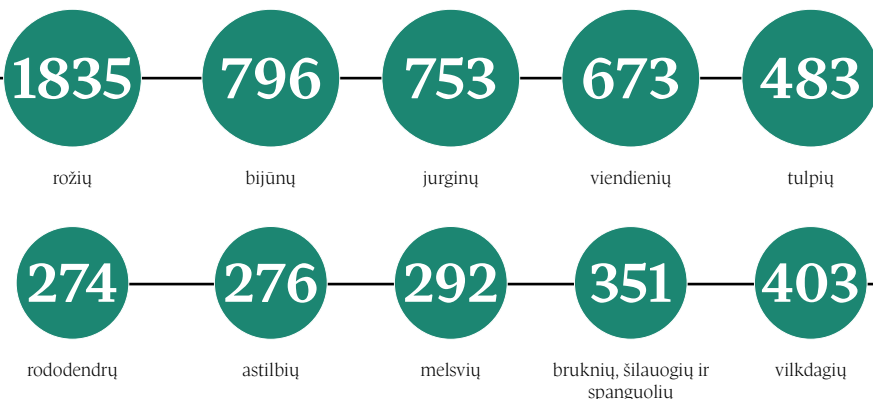 1835
rožių
796
bijūnų
753
jurginų
673
viendienių
483
tulpių
274
rododendrų
276
astilbių
292
melsvių
351
bruknių, šilauogių ir
spanguolių
403
vilkdagių